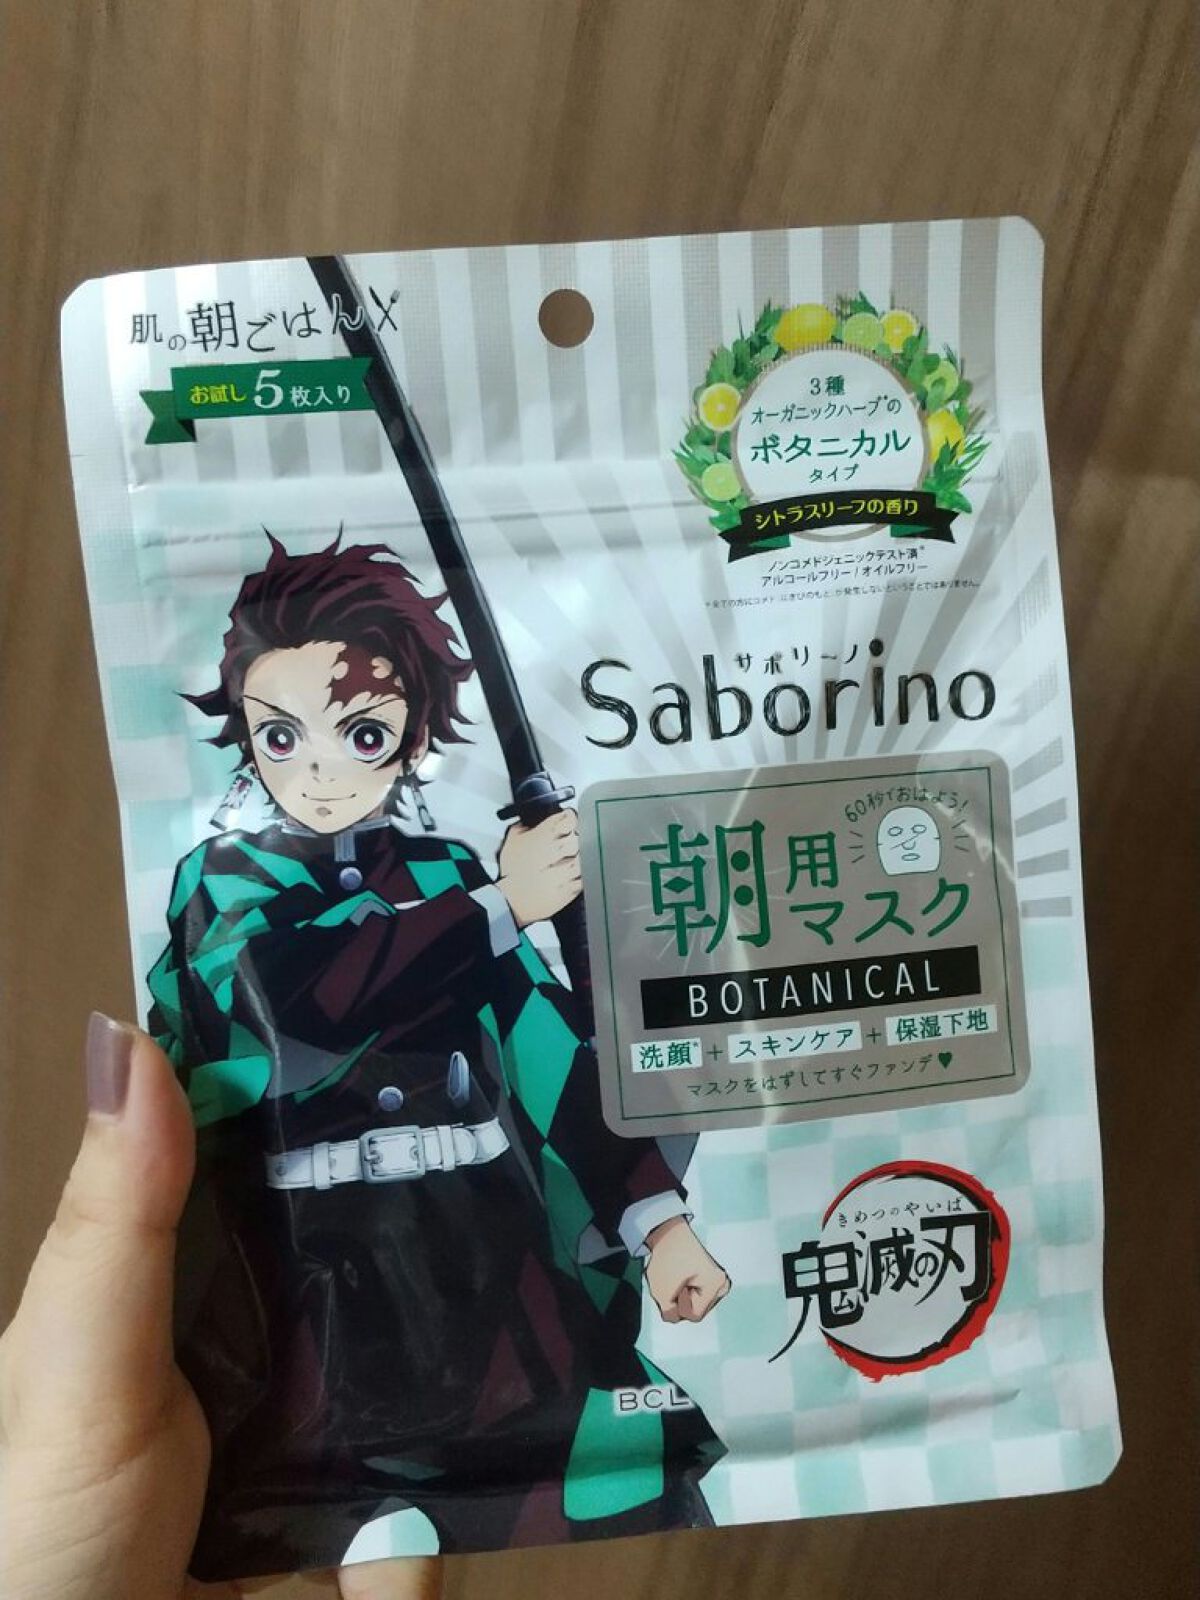 肌の朝ごはん
お試し5枚入り
3種
オーガニックハーブ*の
ボタニカル
タイプ
シトラスリーフの香り
ノンコメドジェニックテスト済*
アルコールフリー/オイルフリー
サボリーノ
Saborino
60秒でおはよう!
朝用マスク
BOTANICAL
洗顔*+スキンケア+保湿下地
マスクをはずしてすぐファンデ♥
きめつのやいば
鬼滅の刃
BCL